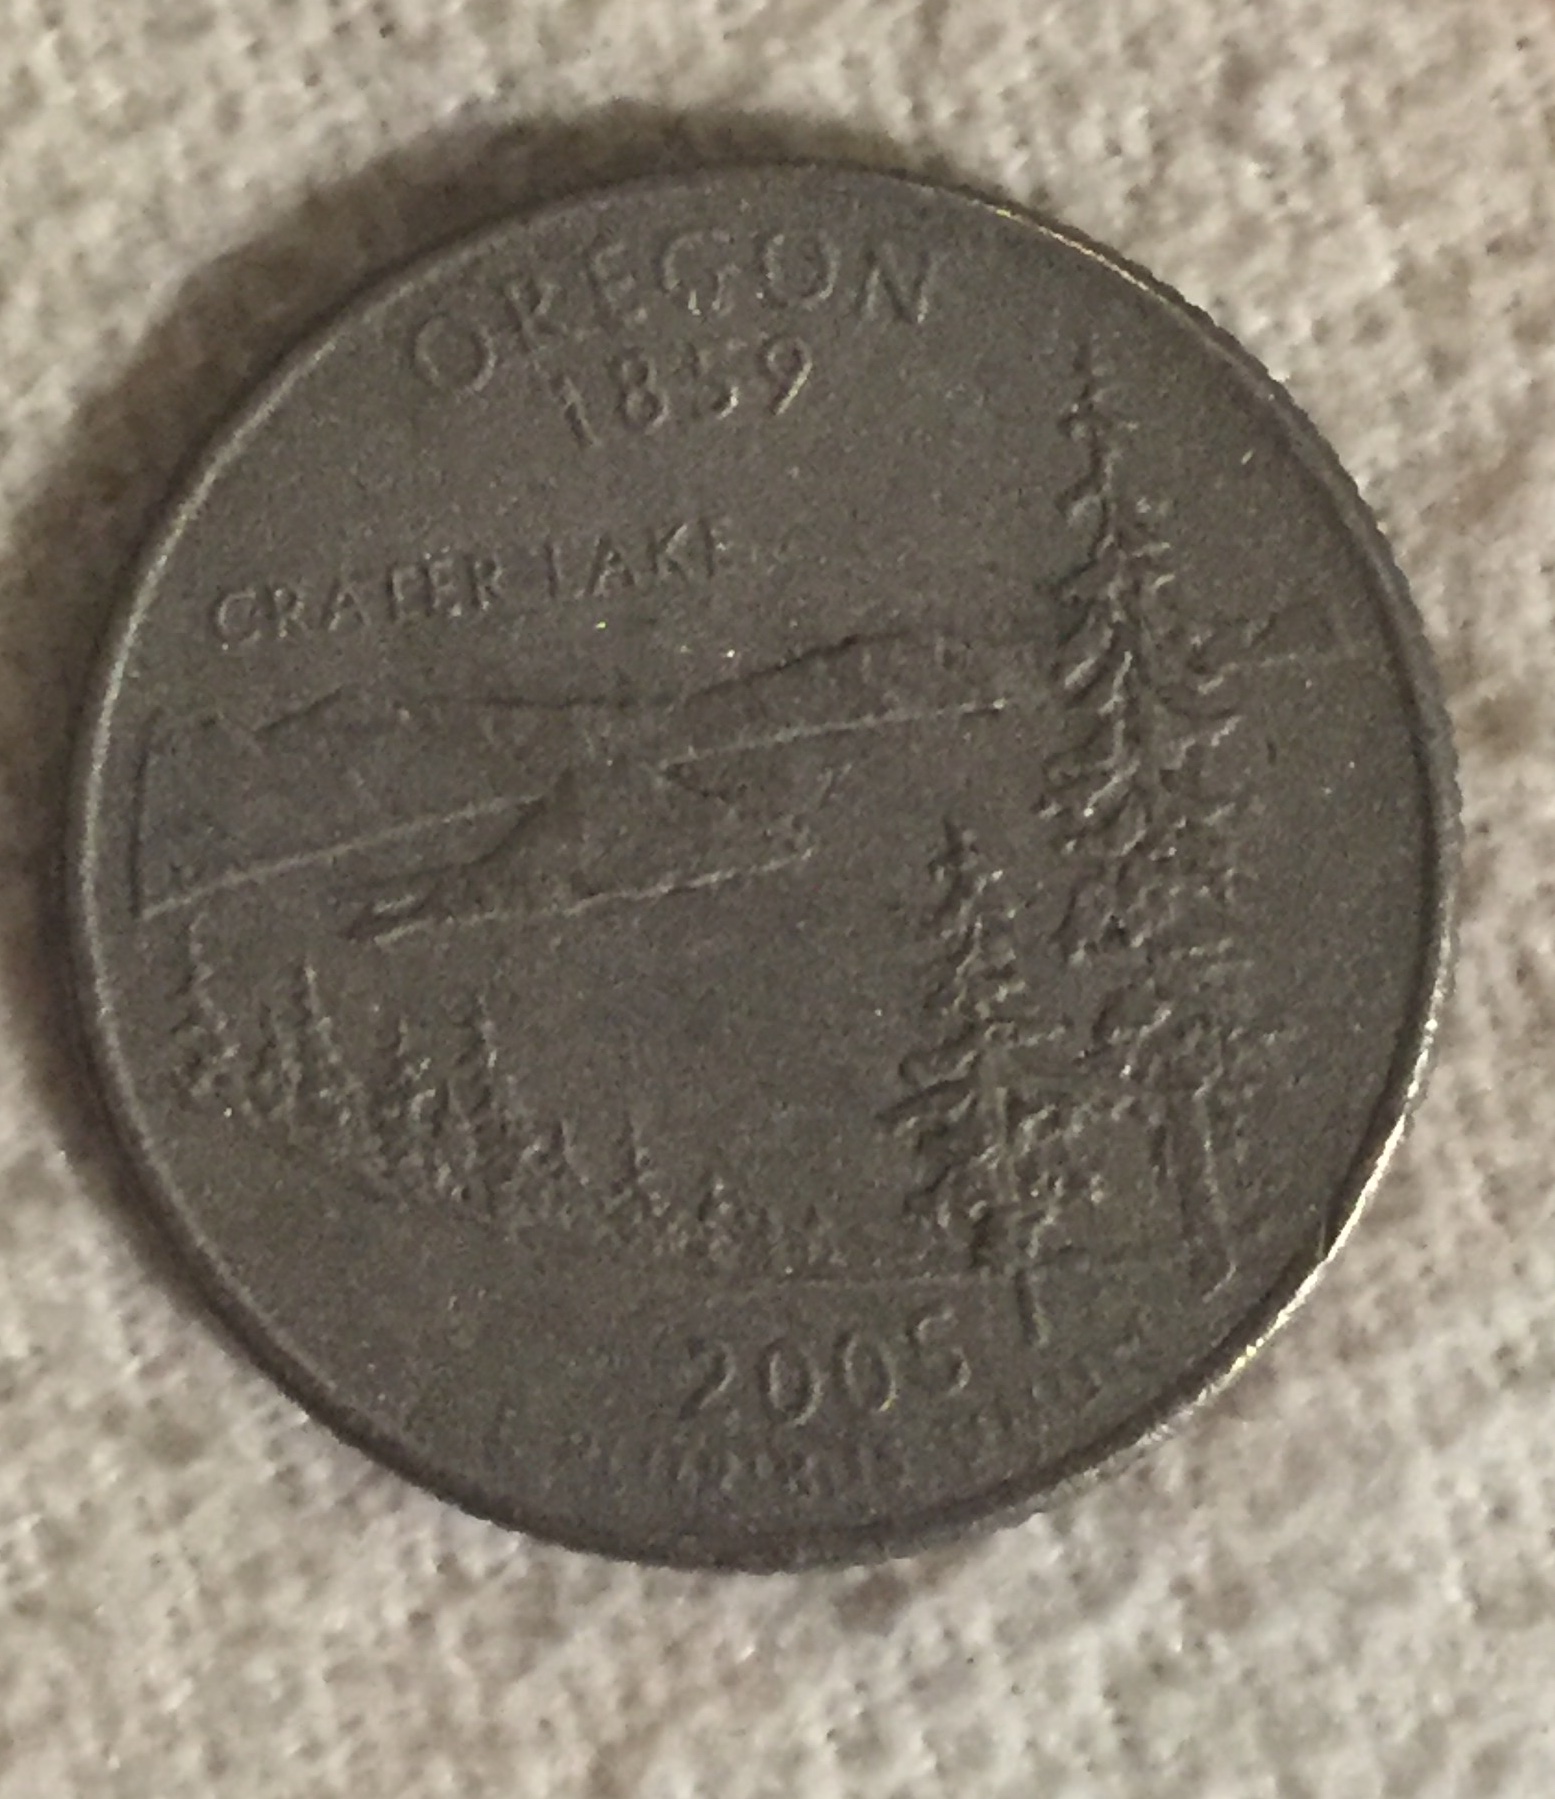 OREGON
1859
CRATER LAKE
2005